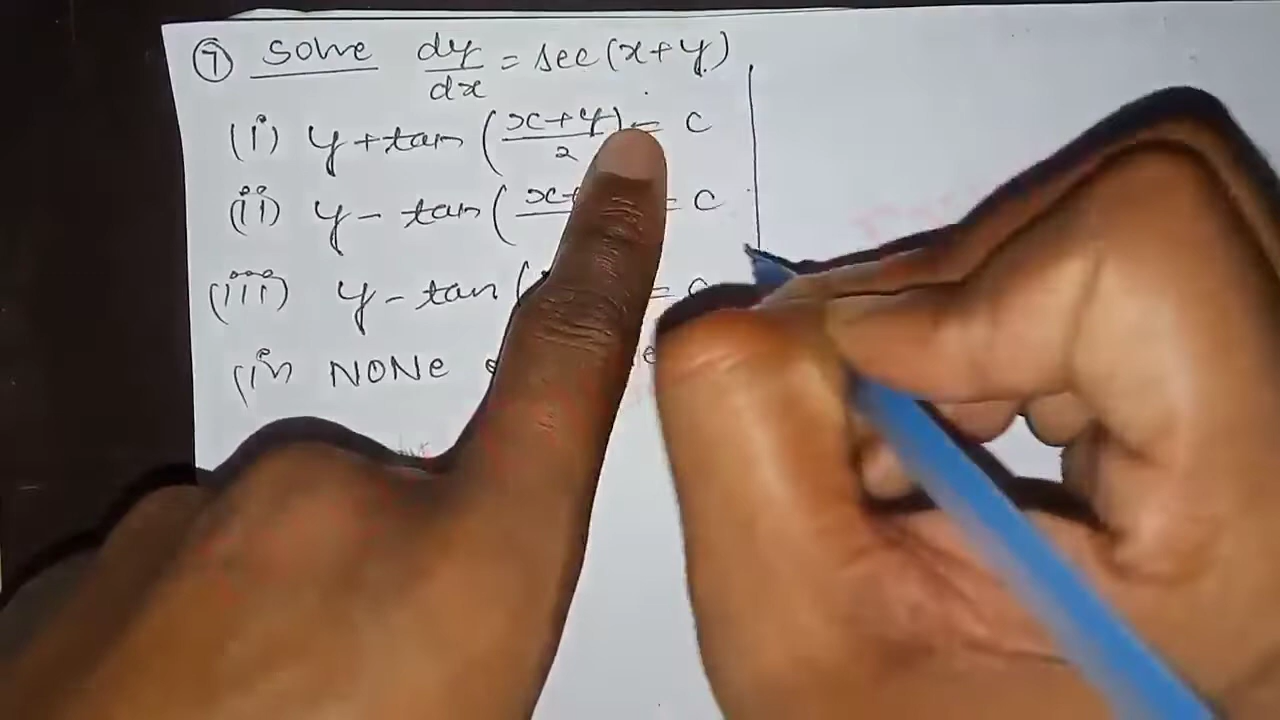 ⑦ Solve dy/dx = sec(x+y)
(i) y + tan (x+y/2) = c
(ii) y - tan (x+ = c
(iii) y - tan ( = c
(iv NONe